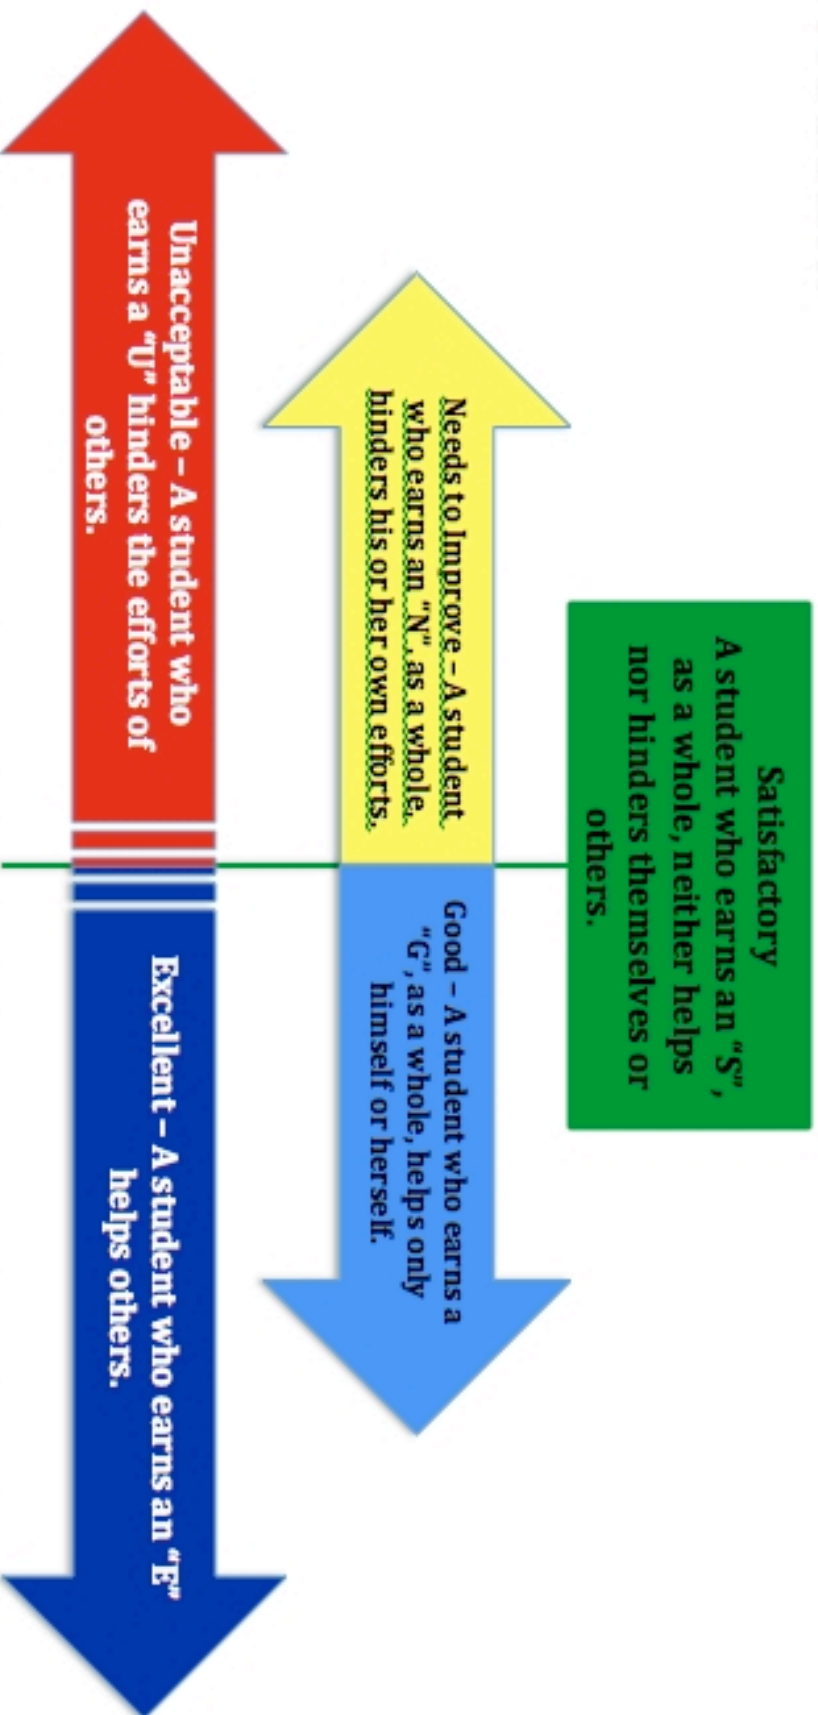 Satisfactory
A student who earns an “S”,
as a whole, neither helps
nor hinders themselves or
others.
Needs to Improve – A student
who earns an “N”, as a whole,
hinders his or her own efforts.
Good – A student who earns a
“G”, as a whole, helps only
himself or herself.
Unacceptable – A student who
earns a “U” hinders the efforts of
others.
Excellent – A student who earns an “E”
helps others.